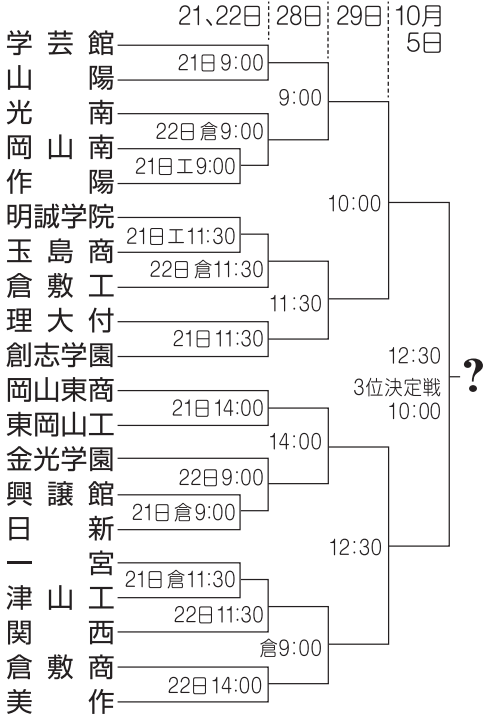 21、22日 28日 29日 10月5日
学芸館
21日9:00
山陽
9:00
光南
22日倉9:00
岡山南
21日工9:00
作陽
10:00
明誠学院
21日工11:30
玉島商
22日倉11:30
倉敷工
11:30
理大付
21日11:30
創志学園
12:30
3位決定戦
10:00
?
岡山東商
21日14:00
東岡山工
14:00
金光学園
22日9:00
興譲館
21日倉9:00
日新
12:30
一宮
21日倉11:30
津山工
22日11:30
関西
倉9:00
倉敷商
22日14:00
美作